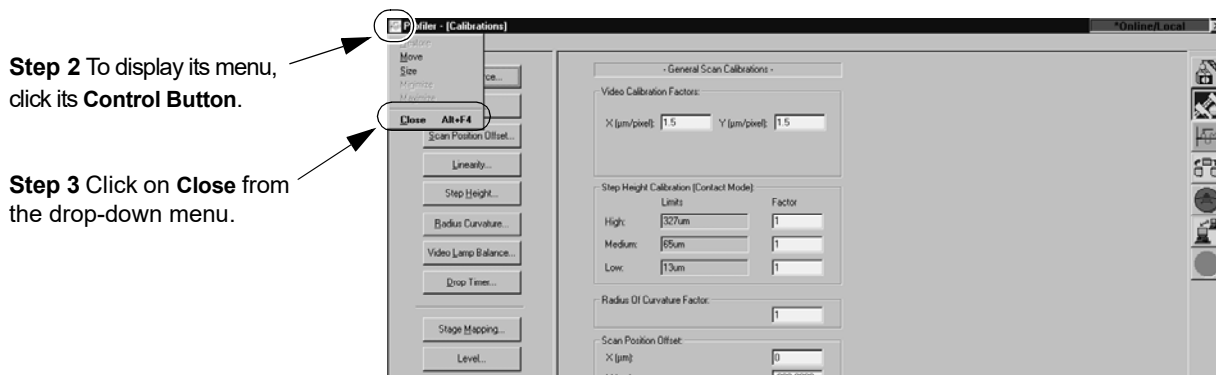 Profiler - [Calibrations]
*Online/Local
Step 2 To display its menu,
click its Control Button.
Step 3 Click on Close from
the drop-down menu.
Restore
Move
Size
Minimize
Maximize
Close Alt+F4
Scan Position Offset...
Linearity...
Step Height...
Radius Curvature...
Video Lamp Balance...
Drop Timer...
Stage Mapping...
Level...
- General Scan Calibrations -
Video Calibration Factors:
X (µm/pixel): 1.5 Y (µm/pixel): 1.5
Step Height Calibration (Contact Mode):
Limits Factor
High: 327um 1
Medium: 65um 1
Low: 13um 1
Radius Of Curvature Factor:
1
Scan Position Offset:
X (µm): 0